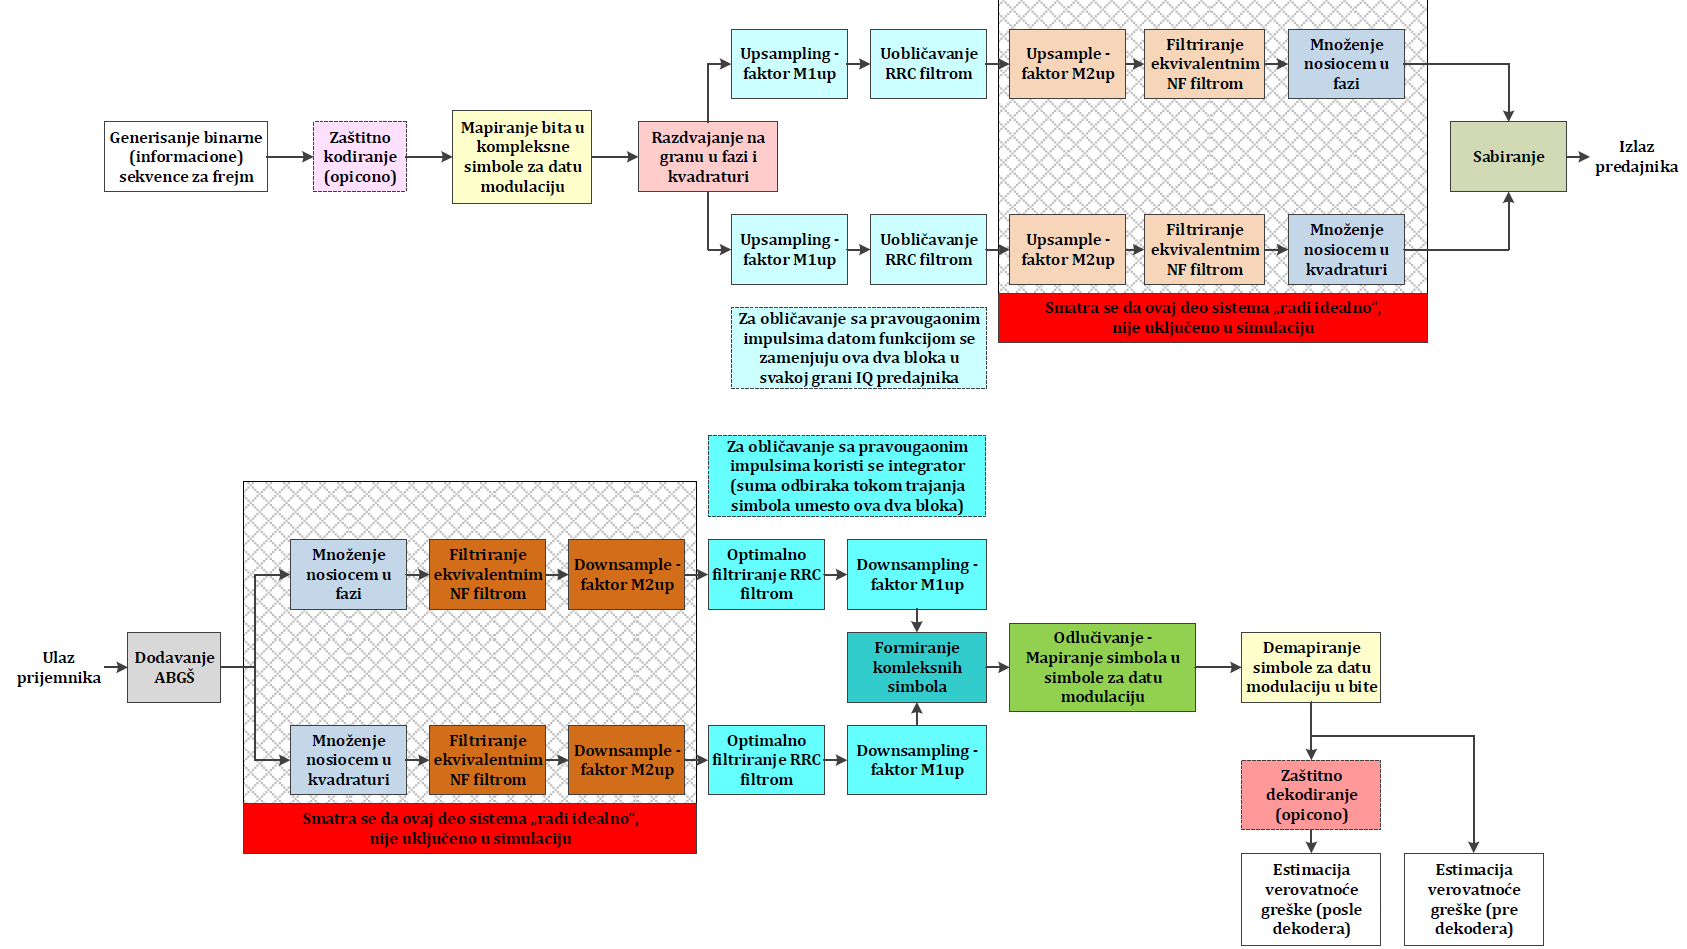 Generisanje binarne
(informacione)
sekvence za frejm
Zaštitno
kodiranje
(opicono)
Mapiranje bita u
kompleksne
simbole za datu
modulaciju
Razdvajanje na
granu u fazi i
kvadraturi
Upsampling -
faktor M1up
Uobličavanje
RRC filtrom
Upsample -
faktor M2up
Filtriranje
ekvivalentnim
NF filtrom
Množenje
nosiocem u
fazi
Upsampling -
faktor M1up
Uobličavanje
RRC filtrom
Upsample -
faktor M2up
Filtriranje
ekvivalentnim
NF filtrom
Množenje
nosiocem u
kvadraturi
Sabiranje
Izlaz
predajnika
Smatra se da ovaj deo sistema „radi idealno“,
nije uključeno u simulaciju
Za obličavanje sa pravougaonim
impulsima datom funkcijom se
zamenjuju ova dva bloka u
svakoj grani IQ predajnika
Za obličavanje sa pravougaonim
impulsima koristi se integrator
(suma odbiraka tokom trajanja
simbola umesto ova dva bloka)
Ulaz
prijemnika
Dodavanje
ABGŠ
Množenje
nosiocem u
fazi
Filtriranje
ekvivalentnim
NF filtrom
Downsample -
faktor M2up
Optimalno
filtriranje RRC
filtrom
Downsampling -
faktor M1up
Množenje
nosiocem u
kvadraturi
Filtriranje
ekvivalentnim
NF filtrom
Downsample -
faktor M2up
Optimalno
filtriranje RRC
filtrom
Downsampling -
faktor M1up
Smatra se da ovaj deo sistema „radi idealno“,
nije uključeno u simulaciju
Formiranje
komleksnih
simbola
Odlučivanje -
Mapiranje simbola u
simbole za datu
modulaciju
Demapiranje
simbole za datu
modulaciju u bite
Zaštitno
dekodiranje
(opicono)
Estimacija
verovatnoće
greške (posle
dekodera)
Estimacija
verovatnoće
greške (pre
dekodera)